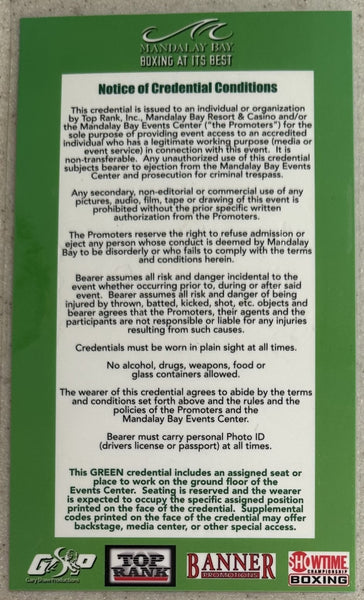 MANDALAY BAY
BOXING AT ITS BEST
Notice of Credential Conditions
This credential is issued to an individual or organization
by Top Rank, Inc., Mandalay Bay Resort & Casino and/or
the Mandalay Bay Events Center ("the Promoters") for the
sole purpose of providing event access to an accredited
individual who has a legitimate working purpose (media or
event service) in connection with this event. It is
non-transferable. Any unauthorized use of this credential
subjects bearer to ejection from the Mandalay Bay Events
Center and prosecution for criminal trespass.
Any secondary, non-editorial or commercial use of any
pictures, audio, film, tape or drawing of this event is
prohibited without the prior specific written
authorization from the Promoters.
The Promoters reserve the right to refuse admission or
eject any person whose conduct is deemed by Mandalay
Bay to be disorderly or who fails to comply with the terms
and conditions herein.
Bearer assumes all risk and danger incidental to the
event whether occurring prior to, during or after said
event. Bearer assumes all risk and danger of being
injured by thrown, batted, kicked, shot, etc. objects and
bearer agrees that the Promoters, their agents and the
participants are not responsible or liable for any injuries
resulting from such causes.
Credentials must be worn in plain sight at all times.
No alcohol, drugs, weapons, food or
glass containers allowed.
The wearer of this credential agrees to abide by the terms
and conditions set forth above and the rules and the
policies of the Promoters and the
Mandalay Bay Events Center.
Bearer must carry personal Photo ID
(drivers license or passport) at all times.
This GREEN credential includes an assigned seat or
place to work on the ground floor of the
Events Center. Seating is reserved and the wearer
is expected to occupy the specific assigned position
printed on the face of the credential. Supplemental
codes printed on the face of the credential may offer
backstage, media center, or other special access.
GSP
Gary Shaw Productions
TOP
RANK
BANNER
PROMOTIONS
SHOWTIME
CHAMPIONSHIP
BOXING